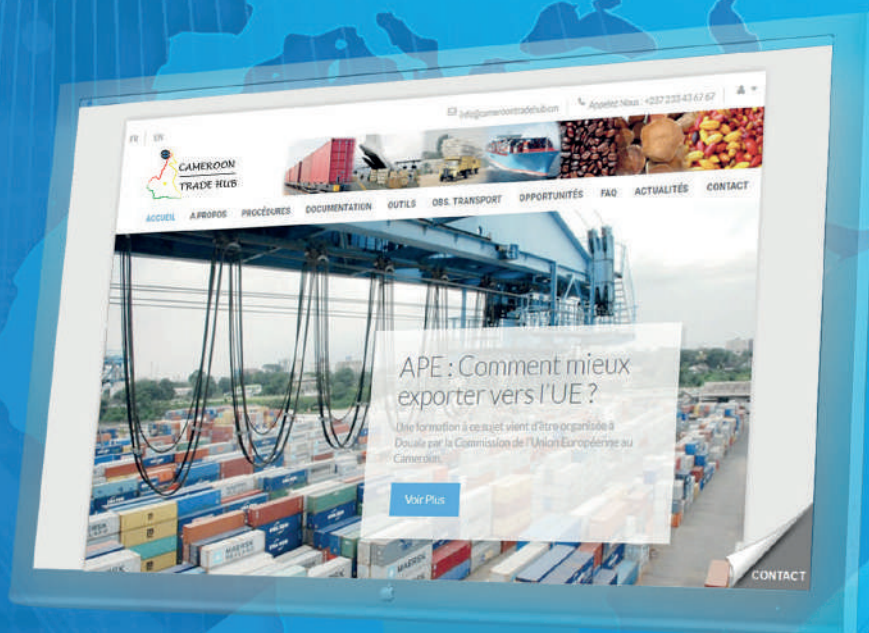 info@cameroontradehub.cm
Appelez Nous : +237 233 43 67 67
FR | EN
CAMEROON
TRADE HUB
ACCUEIL A PROPOS PROCÉDURES DOCUMENTATION OUTILS OBS. TRANSPORT OPPORTUNITÉS FAQ ACTUALITÉS CONTACT
APE : Comment mieux
exporter vers l'UE ?
Une formation à ce sujet vient d'être organisée à
Douala par la Commission de l'Union Européenne au
Cameroun.
Voir Plus
MAERSK
MAERSK
CONTACT